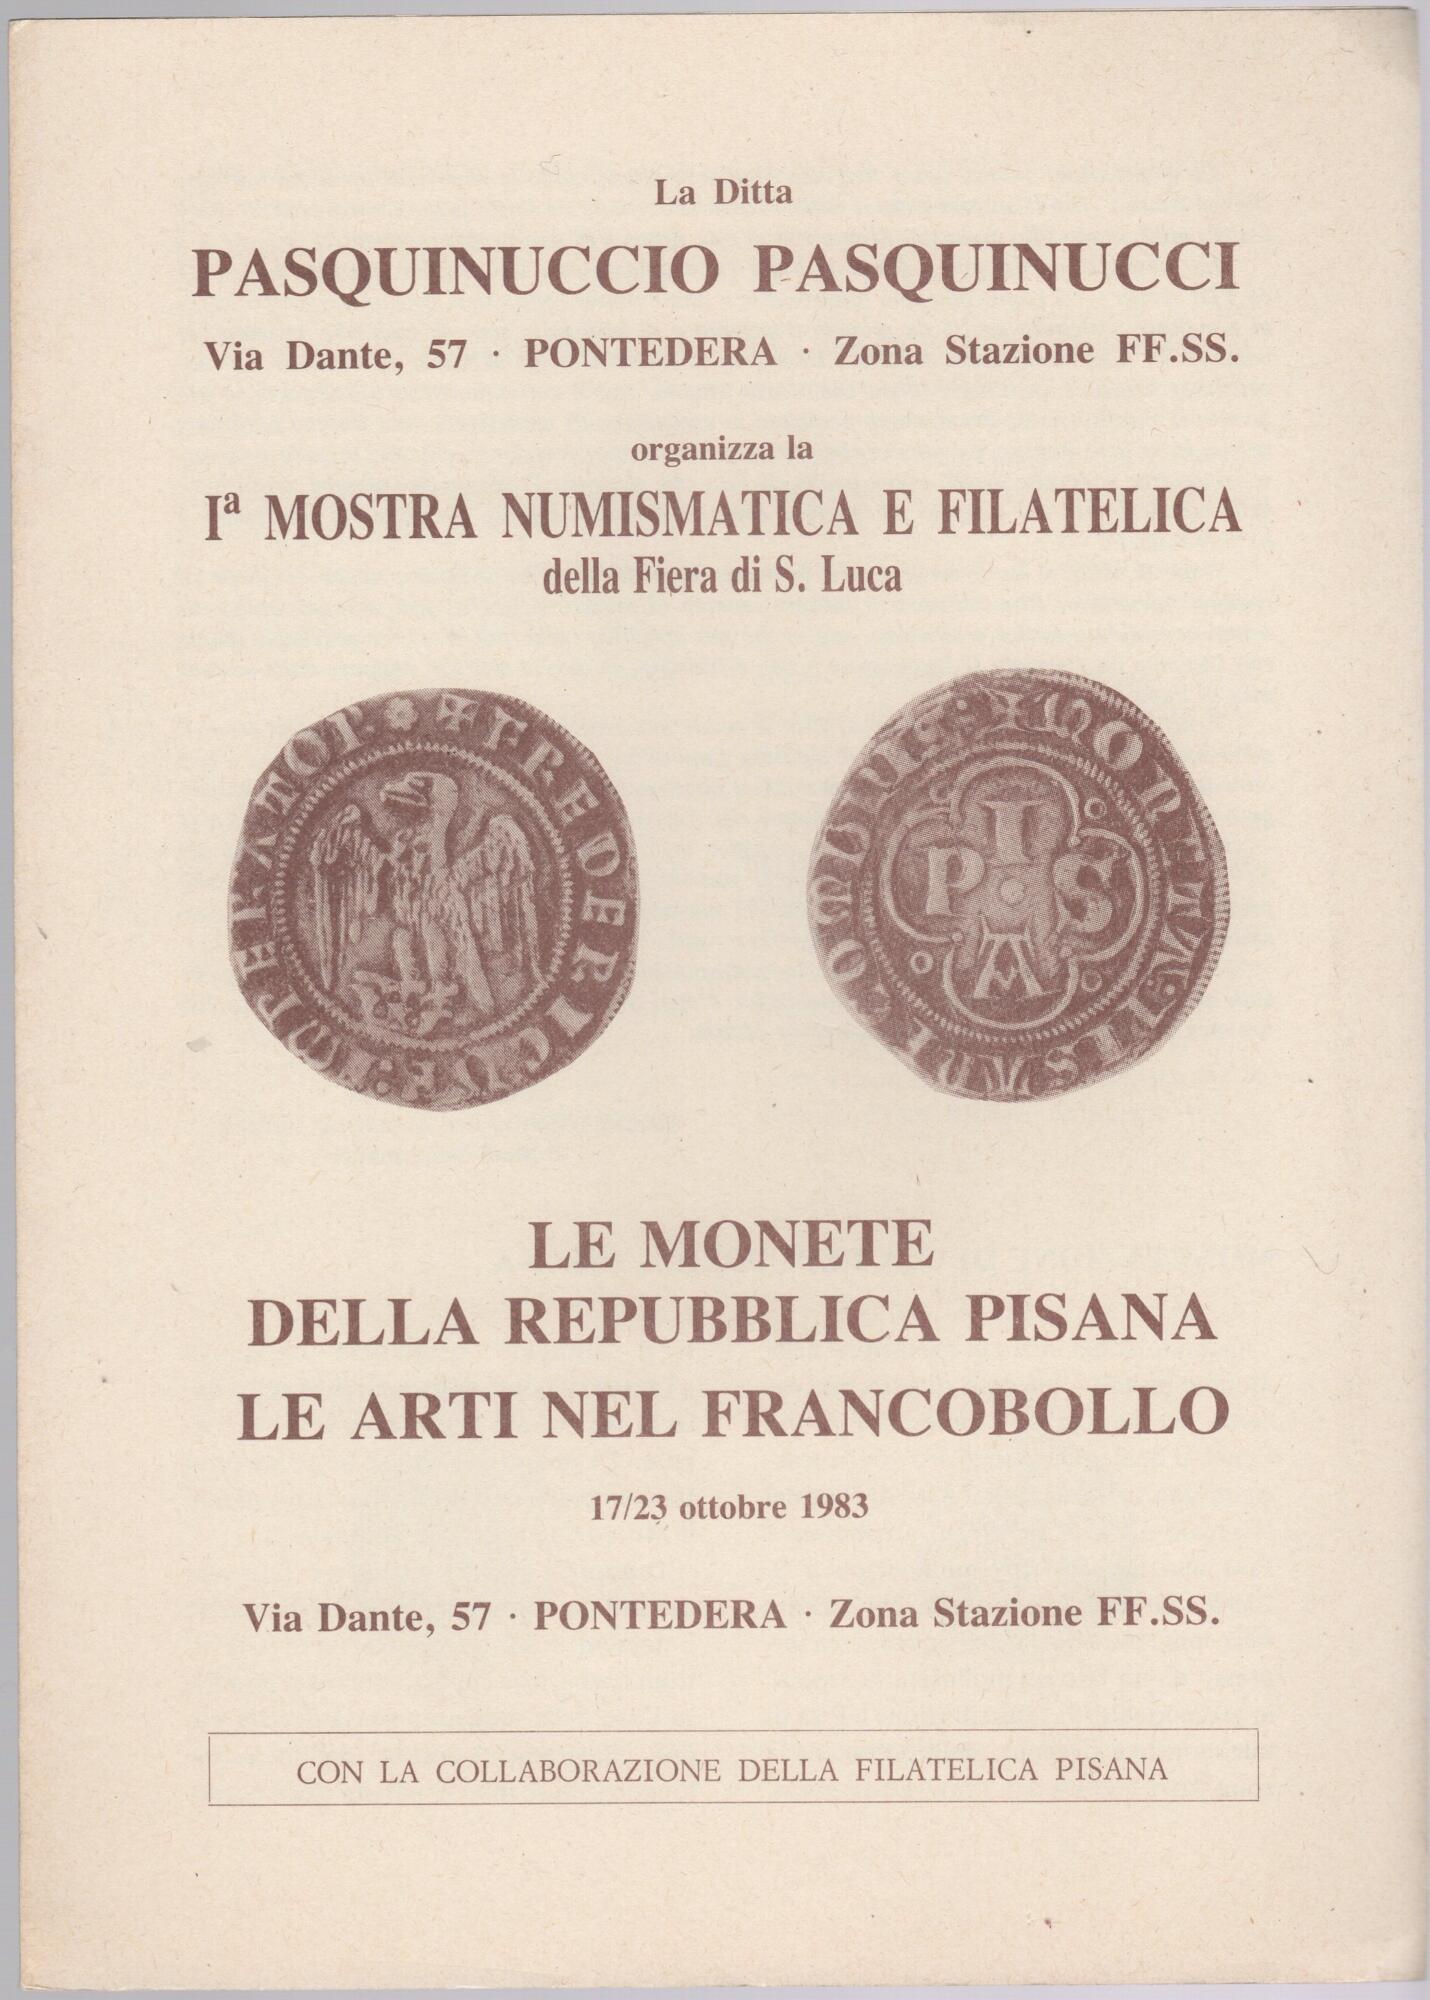 La Ditta
PASQUINUCCIO PASQUINUCCI
Via Dante, 57 · PONTEDERA · Zona Stazione FF.SS.
organizza la
Iª MOSTRA NUMISMATICA E FILATELICA
della Fiera di S. Luca
I
P S
A
LE MONETE
DELLA REPUBBLICA PISANA
LE ARTI NEL FRANCOBOLLO
17/23 ottobre 1983
Via Dante, 57 · PONTEDERA · Zona Stazione FF.SS.
CON LA COLLABORAZIONE DELLA FILATELICA PISANA